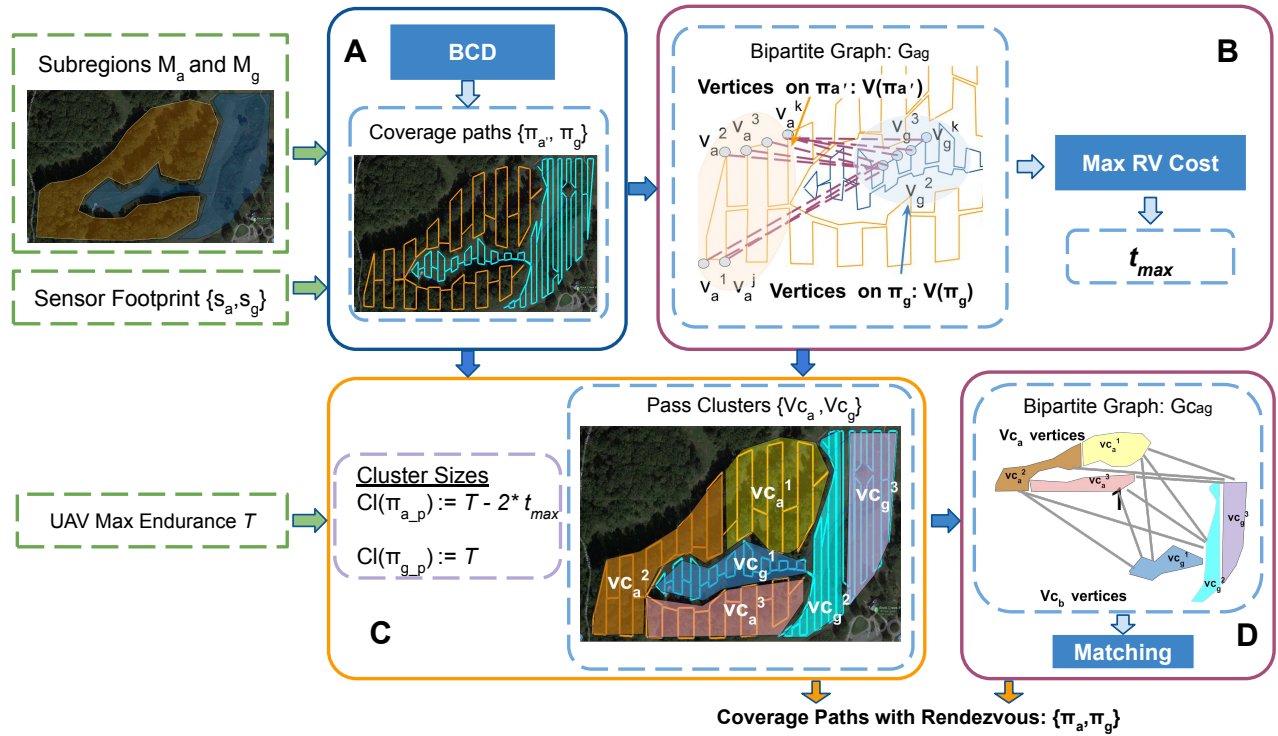 Subregions M_a and M_g
Sensor Footprint {s_a,s_g}
UAV Max Endurance T
A
BCD
Coverage paths {π_a', π_g}
B
Bipartite Graph: G_ag
Vertices on π_a': V(π_a')
v_a^2 v_a^3 v_a^k
v_g^3 v_g^k
v_g^2
v_a^1 v_a^j
Vertices on π_g: V(π_g)
Max RV Cost
t_max
C
Cluster Sizes
Cl(π_a_p) := T - 2* t_max
Cl(π_g_p) := T
Pass Clusters {Vc_a ,Vc_g}
vc_a^1
vc_g^3
vc_g^1
vc_a^2
vc_a^3
vc_g^2
D
Bipartite Graph: Gc_ag
Vc_a vertices
vc_a^1
vc_a^2
vc_a^3
1
vc_g^3
vc_g^1
vc_g^2
Vc_b vertices
Matching
Coverage Paths with Rendezvous: {π_a,π_g}